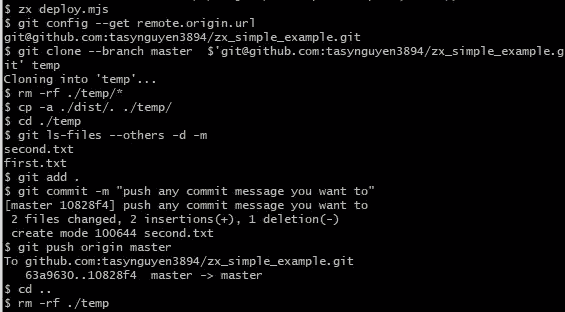 $ zx deploy.mjs
$ git config --get remote.origin.url
git@github.com:tasynguyen3894/zx_simple_example.git
$ git clone --branch master  $'git@github.com:tasynguyen3894/zx_simple_example.g
it' temp
Cloning into 'temp'...
$ rm -rf ./temp/*
$ cp -a ./dist/. ./temp/
$ cd ./temp
$ git ls-files --others -d -m
second.txt
first.txt
$ git add .
$ git commit -m "push any commit message you want to"
[master 10828f4] push any commit message you want to
 2 files changed, 2 insertions(+), 1 deletion(-)
 create mode 100644 second.txt
$ git push origin master
To github.com:tasynguyen3894/zx_simple_example.git
   63a9630..10828f4  master -> master
$ cd ..
$ rm -rf ./temp